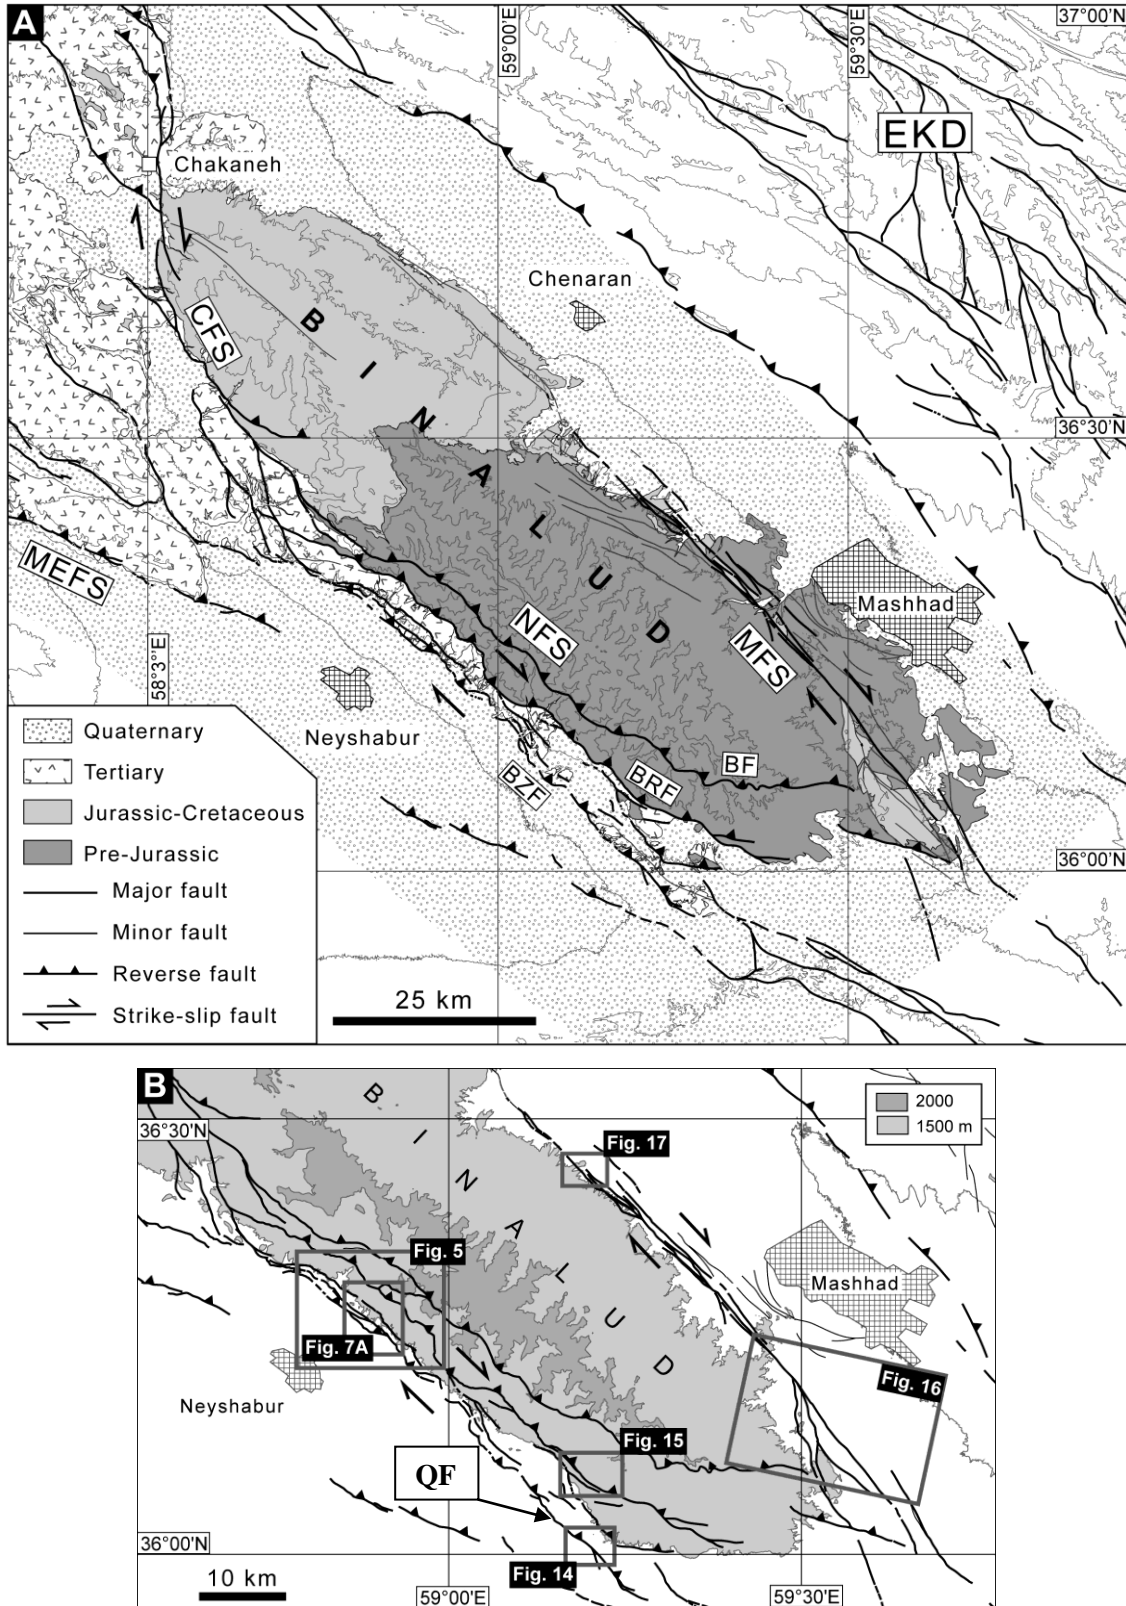 A
59°00'E
59°30'E
37°00'N
EKD
Chakaneh
Chenaran
CFS
B I N A L U D
36°30'N
MEFS
NFS
MFS
Mashhad
58°3°'E
Neyshabur
BZF
BRF
BF
36°00'N
Quaternary
Tertiary
Jurassic-Cretaceous
Pre-Jurassic
Major fault
Minor fault
Reverse fault
Strike-slip fault
25 km
B
2000
1500 m
36°30'N
B I N A L U D
Fig. 17
Fig. 5
Mashhad
Fig. 7A
Fig. 16
Neyshabur
Fig. 15
QF
36°00'N
Fig. 14
10 km
59°00'E
59°30'E